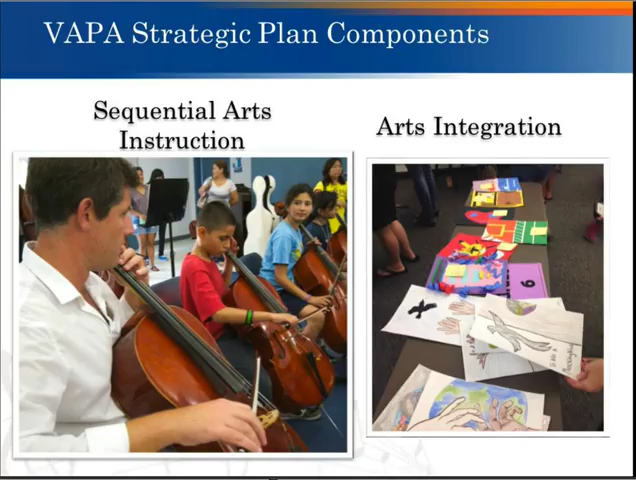 VAPA Strategic Plan Components
Sequential Arts
Instruction
Arts Integration